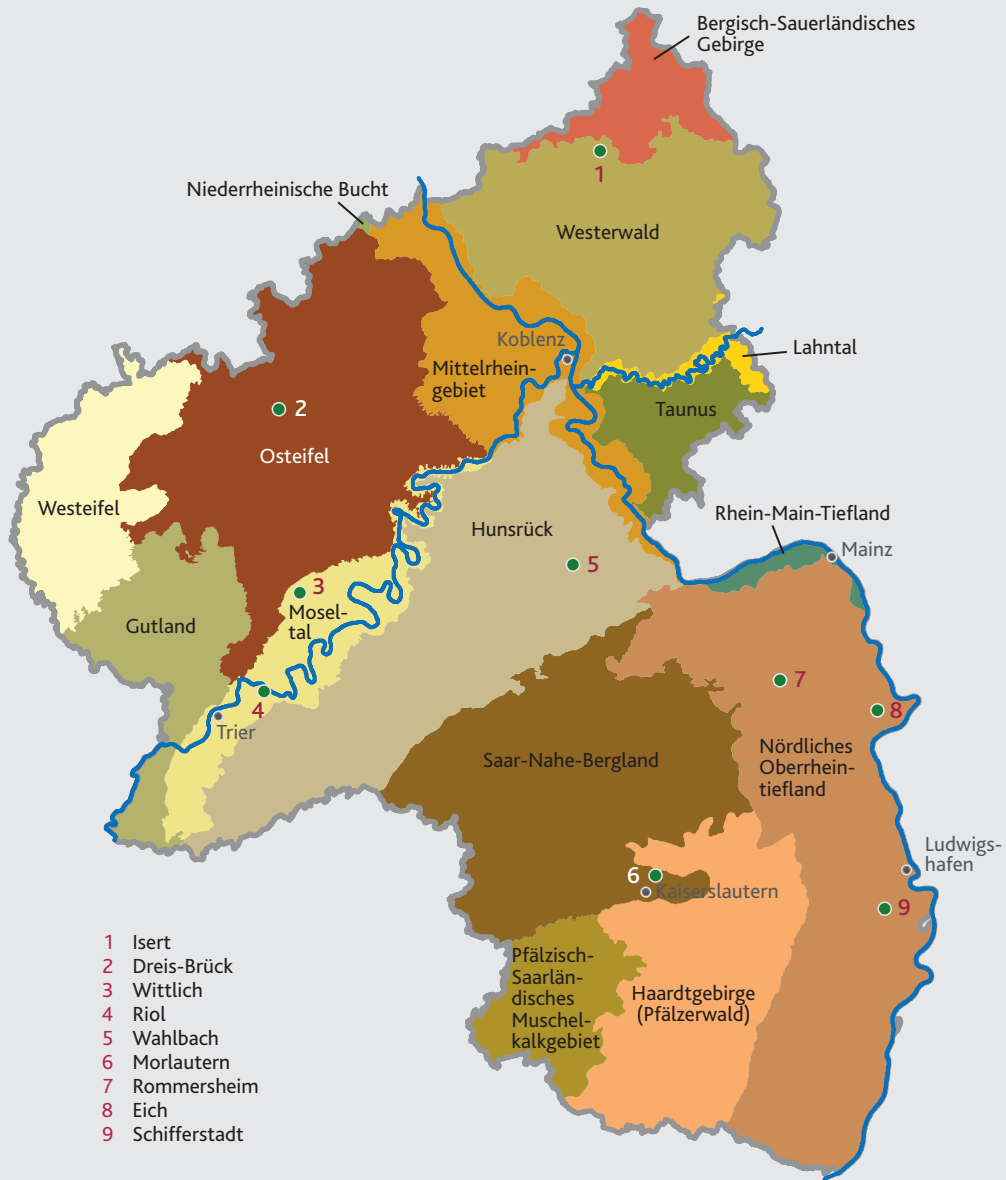 Bergisch-Sauerländisches
Gebirge
1
Niederrheinische Bucht
Westerwald
Koblenz
Lahntal
Mittelrhein-
gebiet
2
Taunus
Osteifel
Westeifel
Rhein-Main-Tiefland
Hunsrück
Mainz
5
3
Mosel-
tal
Gutland
7
4
8
Trier
Nördliches
Oberrhein-
tiefland
Saar-Nahe-Bergland
Ludwigs-
hafen
6
Kaiserslautern
9
Pfälzisch-
Saarlän-
disches
Muschel-
kalkgebiet
Haardtgebirge
(Pfälzerwald)
1 Isert
2 Dreis-Brück
3 Wittlich
4 Riol
5 Wahlbach
6 Morlautern
7 Rommersheim
8 Eich
9 Schifferstadt